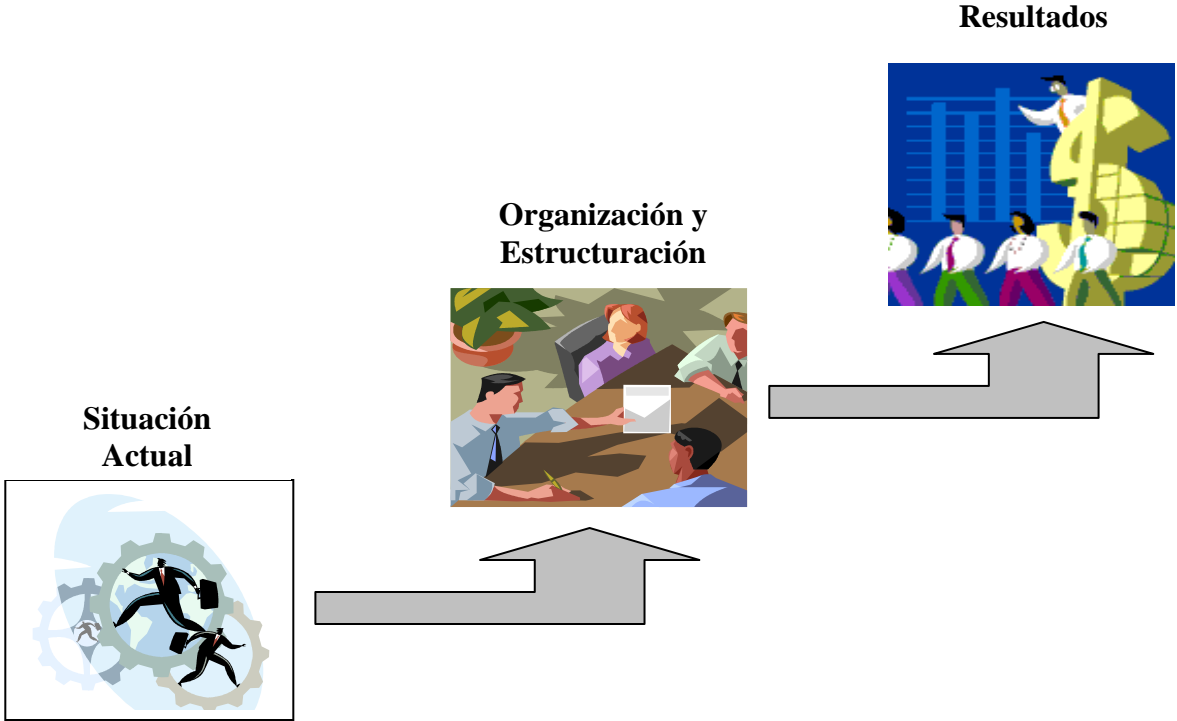 Resultados
Organización y
Estructuración
Situación
Actual